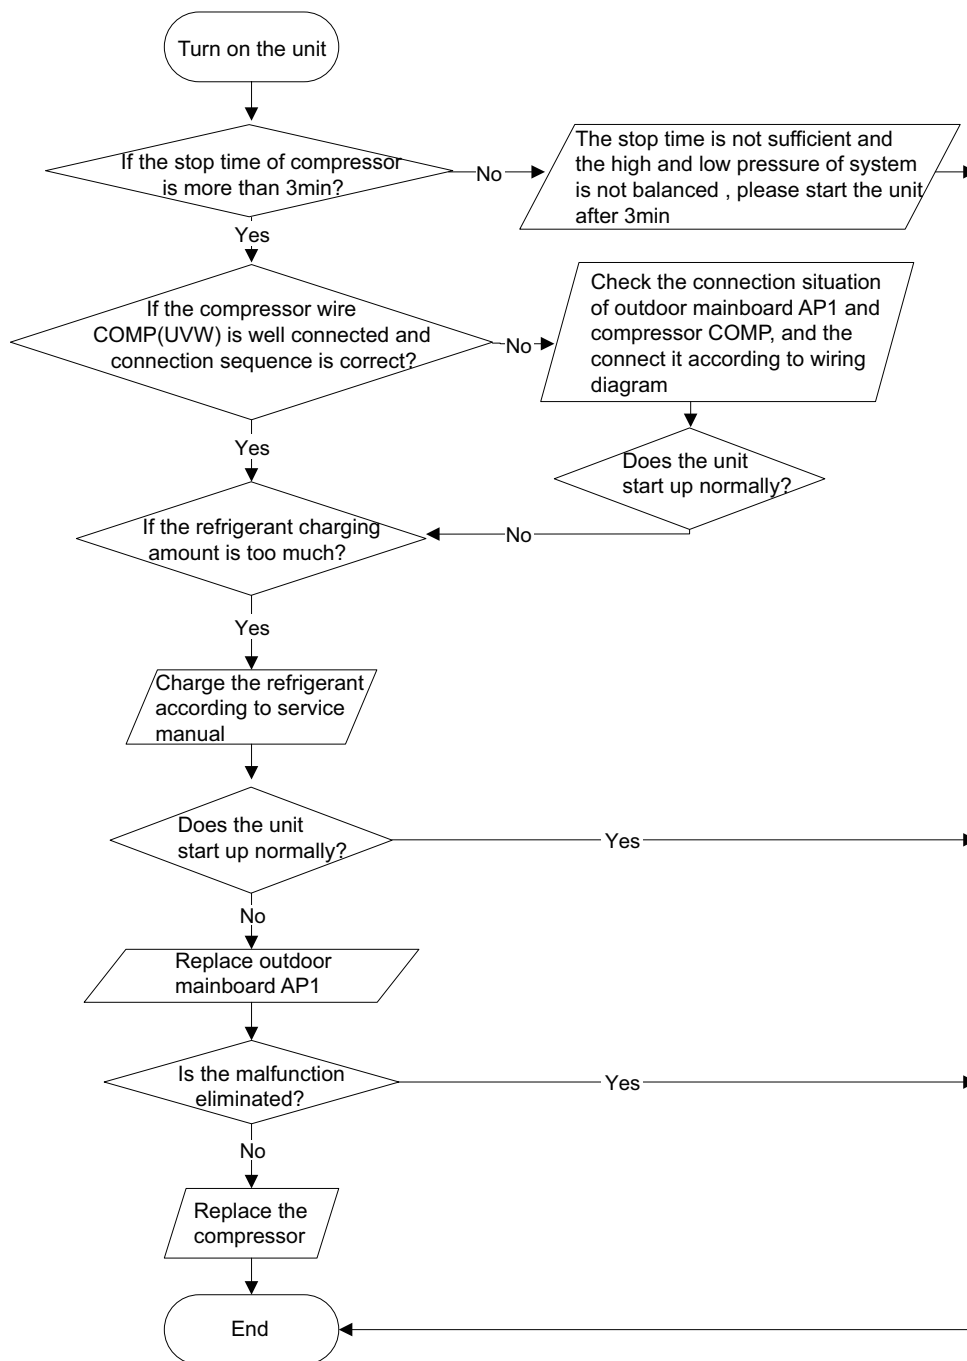 Turn on the unit
If the stop time of compressor
is more than 3min?
No
The stop time is not sufficient and
the high and low pressure of system
is not balanced , please start the unit
after 3min
Yes
If the compressor wire
COMP(UVW) is well connected and
connection sequence is correct?
No
Check the connection situation
of outdoor mainboard AP1 and
compressor COMP, and the
connect it according to wiring
diagram
Yes
Does the unit
start up normally?
If the refrigerant charging
amount is too much?
No
Yes
Charge the refrigerant
according to service
manual
Does the unit
start up normally?
Yes
No
Replace outdoor
mainboard AP1
Is the malfunction
eliminated?
Yes
No
Replace the
compressor
End